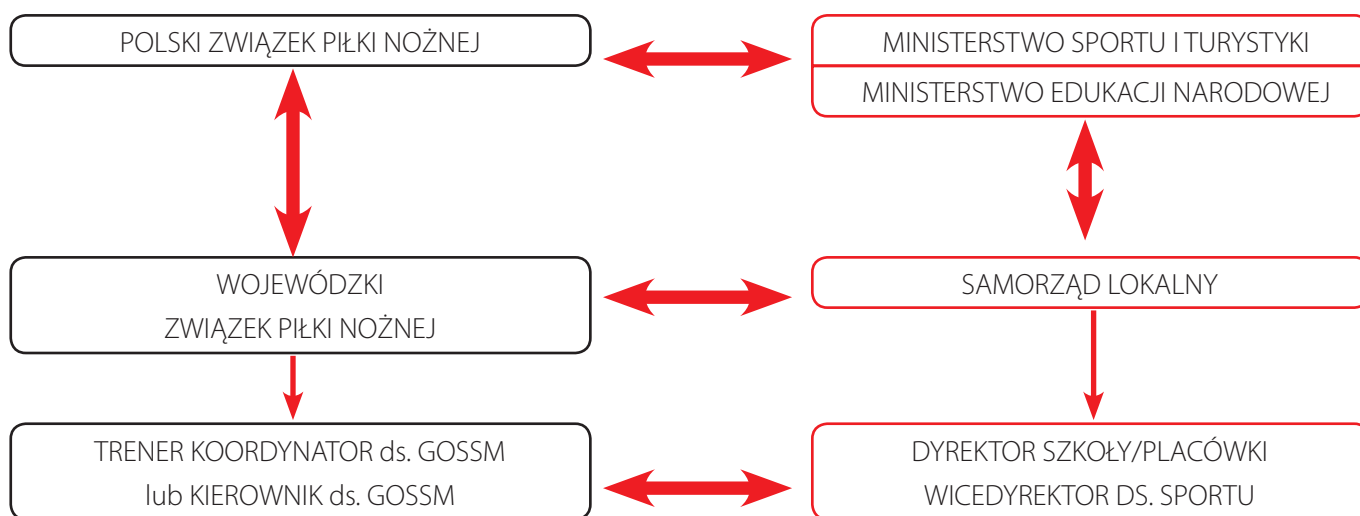 POLSKI ZWIĄZEK PIŁKI NOŻNEJ
MINISTERSTWO SPORTU I TURYSTYKI
MINISTERSTWO EDUKACJI NARODOWEJ
WOJEWÓDZKI
ZWIĄZEK PIŁKI NOŻNEJ
SAMORZĄD LOKALNY
TRENER KOORDYNATOR ds. GOSSM
lub KIEROWNIK ds. GOSSM
DYREKTOR SZKOŁY/PLACÓWKI
WICEDYREKTOR DS. SPORTU